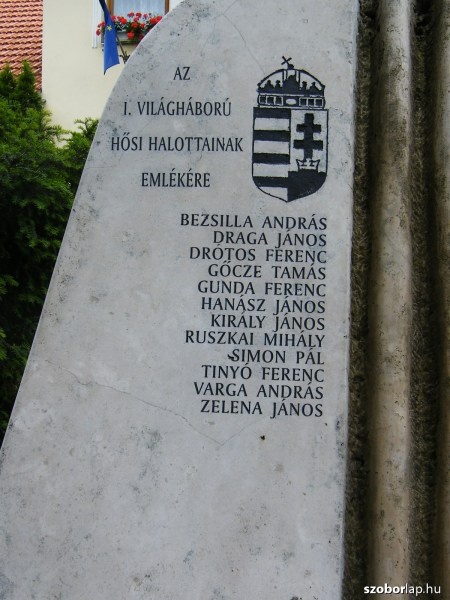 AZ
I. VILÁGHÁBORÚ
HŐSI HALOTTAINAK
EMLÉKÉRE
BEZSILLA ANDRÁS
DRAGA JÁNOS
DRÓTOS FERENC
GŐCZE TAMÁS
GUNDA FERENC
HANÁSZ JÁNOS
KIRÁLY JÁNOS
RUSZKAI MIHÁLY
SIMON PÁL
TINYÓ FERENC
VARGA ANDRÁS
ZELENA JÁNOS
szoborlap.hu